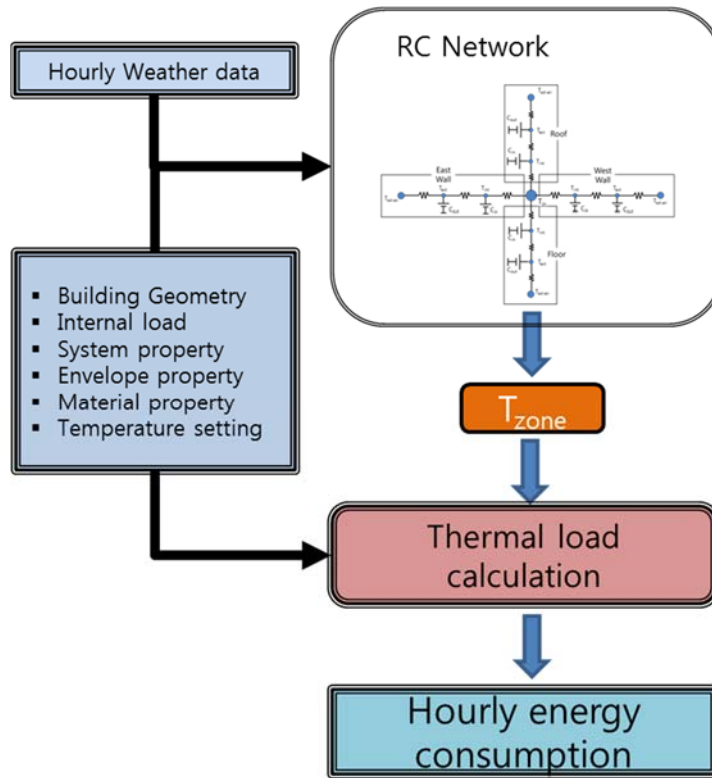 Hourly Weather data
RC Network
Roof
East
Wall
West
Wall
Floor
▪ Building Geometry
▪ Internal load
▪ System property
▪ Envelope property
▪ Material property
▪ Temperature setting
Tzone
Thermal load
calculation
Hourly energy
consumption